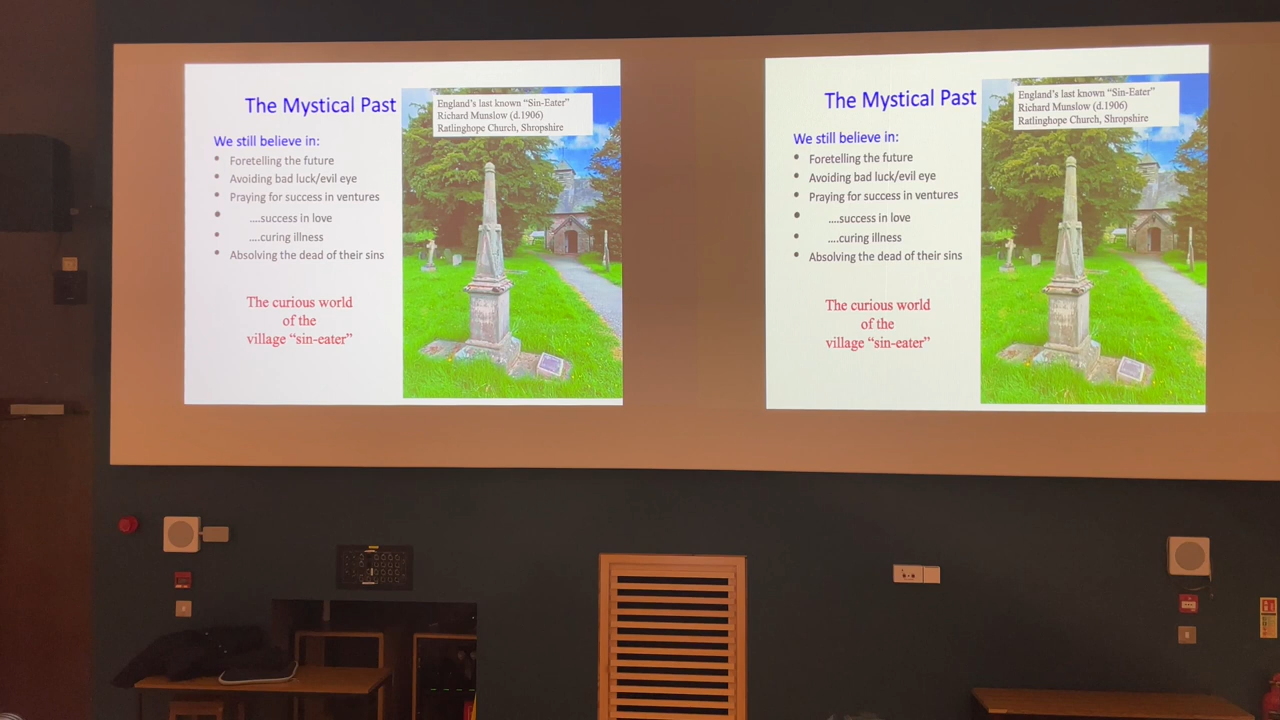 The Mystical Past
England's last known “Sin-Eater”
Richard Munslow (d.1906)
Ratlinghope Church, Shropshire
We still believe in:
• Foretelling the future
• Avoiding bad luck/evil eye
• Praying for success in ventures
• ....success in love
• ....curing illness
• Absolving the dead of their sins
The curious world
of the
village “sin-eater”
The Mystical Past
England's last known “Sin-Eater”
Richard Munslow (d.1906)
Ratlinghope Church, Shropshire
We still believe in:
• Foretelling the future
• Avoiding bad luck/evil eye
• Praying for success in ventures
• ....success in love
• ....curing illness
• Absolving the dead of their sins
The curious world
of the
village “sin-eater”